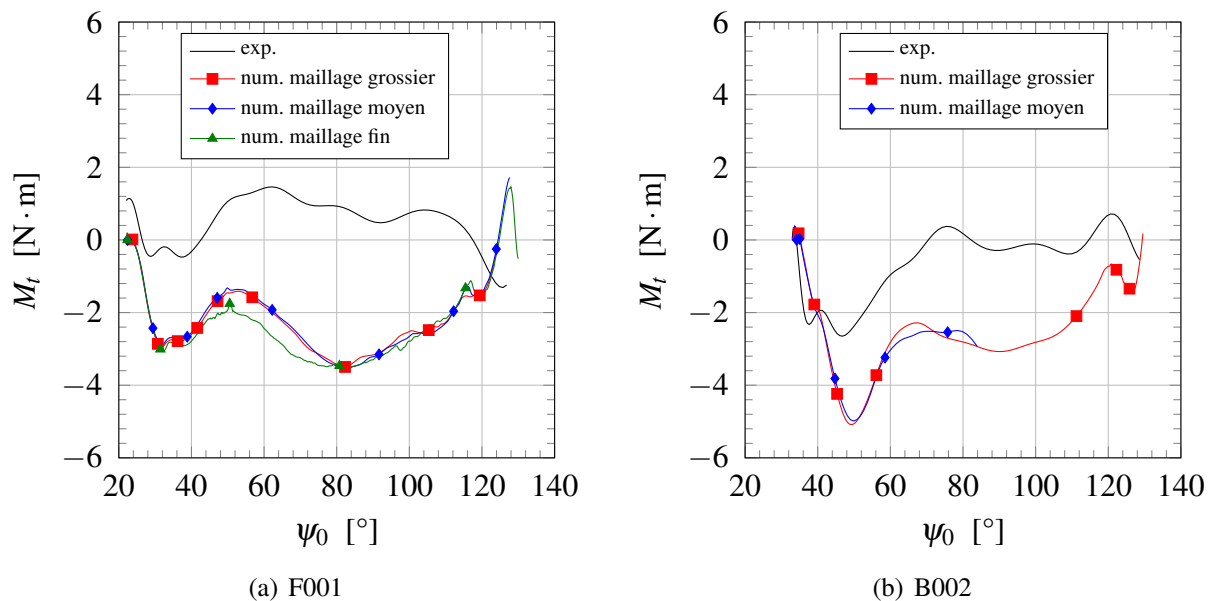 6
4
2
0
−2
−4
−6
M_t [N · m]
20 40 60 80 100 120 140
ψ_0 [°]
exp.
num. maillage grossier
num. maillage moyen
num. maillage fin
(a) F001
6
4
2
0
−2
−4
−6
M_t [N · m]
20 40 60 80 100 120 140
ψ_0 [°]
exp.
num. maillage grossier
num. maillage moyen
(b) B002